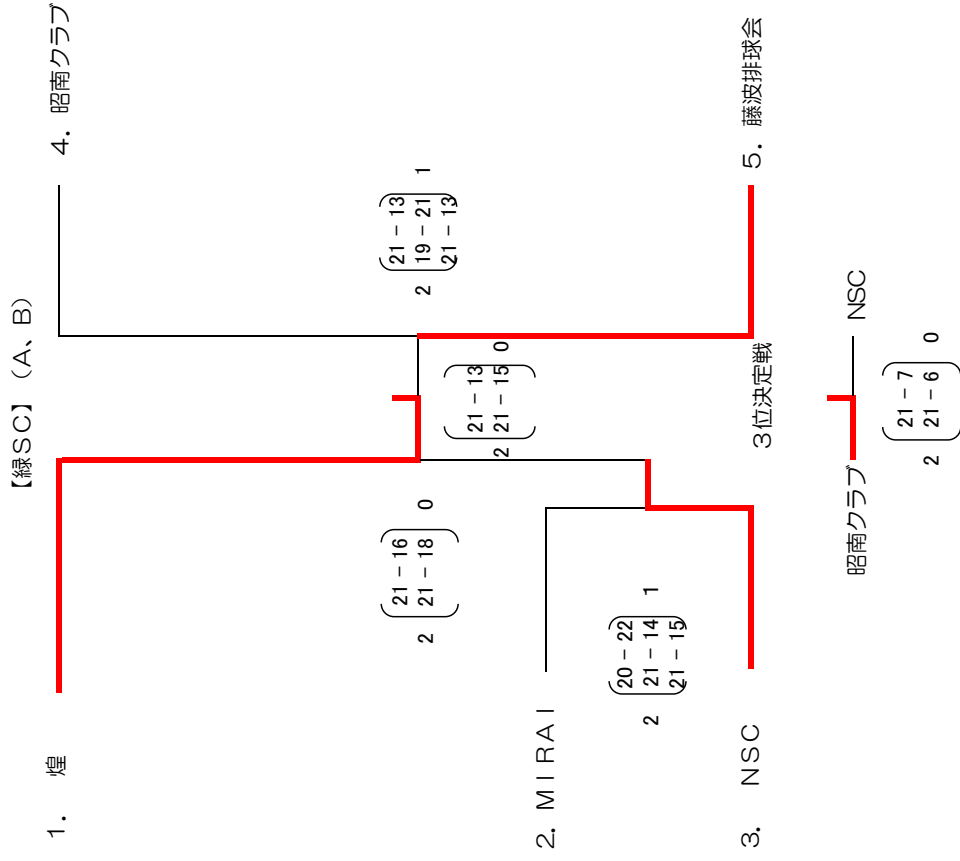 【緑SC】（A、B）
1． 煌
4．昭南クラブ
2 21－16 0
21－18
2 21－13 1
19－21
21－13
2 21－13 0
21－15
2．MIRAI
3． NSC
2 20－22 1
21－14
21－15
5．藤波排球会
3位決定戦
昭南クラブ NSC
2 21－7 0
21－6